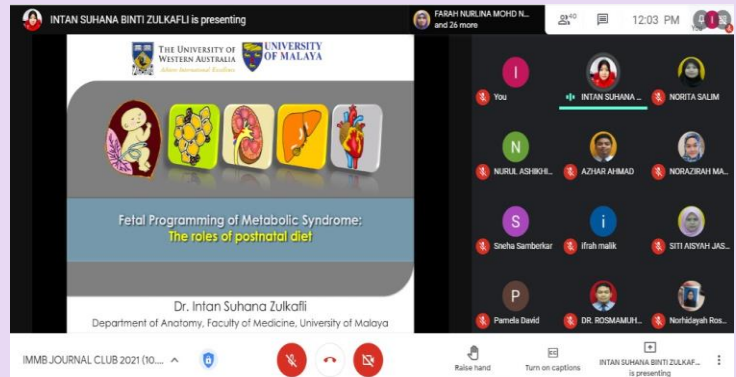 INTAN SUHANA BINTI ZULKAFLI is presenting
FARAH NURLINA MOHD N...
and 26 more
12:03 PM
You
THE UNIVERSITY OF
WESTERN AUSTRALIA
Achieve International Excellence
UNIVERSITY
OF MALAYA
Fetal Programming of Metabolic Syndrome:
The roles of postnatal diet
Dr. Intan Suhana Zulkafli
Department of Anatomy, Faculty of Medicine, University of Malaya
I
You
INTAN SUHANA ...
NORITA SALIM
N
NURUL ASHIKHI...
AZHAR AHMAD
NORAZIRAH MA...
S
Sneha Samberkar
i
ifrah malik
SITI AISYAH JAS...
P
Pamela David
DR. ROSMAMUH...
Norhidayah Ros...
IMMB JOURNAL CLUB 2021 (10....
Raise hand
Turn on captions
INTAN SUHANA BINTI ZULKAF...
is presenting